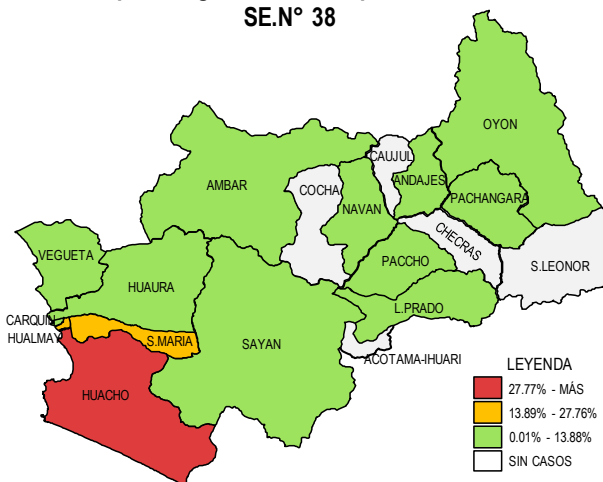 SE.N° 38
OYON
CAUJUL
ANDAJES
AMBAR
COCHA
NAVAN
PACHANGARA
CHECRAS
VEGUETA
PACCHO
S.LEONOR
HUAURA
L.PRADO
CARQUIN
HUALMAY
S.MARIA
SAYAN
ACOTAMA-IHUARI
HUACHO
LEYENDA
27.77% - MÁS
13.89% - 27.76%
0.01% - 13.88%
SIN CASOS